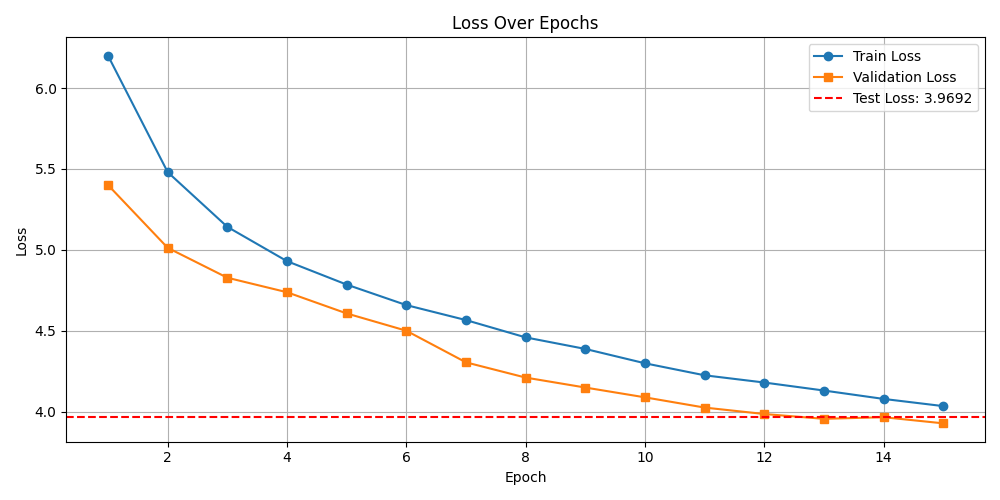 Loss Over Epochs
Train Loss
Validation Loss
Test Loss: 3.9692
6.0
5.5
5.0
4.5
4.0
Loss
2 4 6 8 10 12 14
Epoch